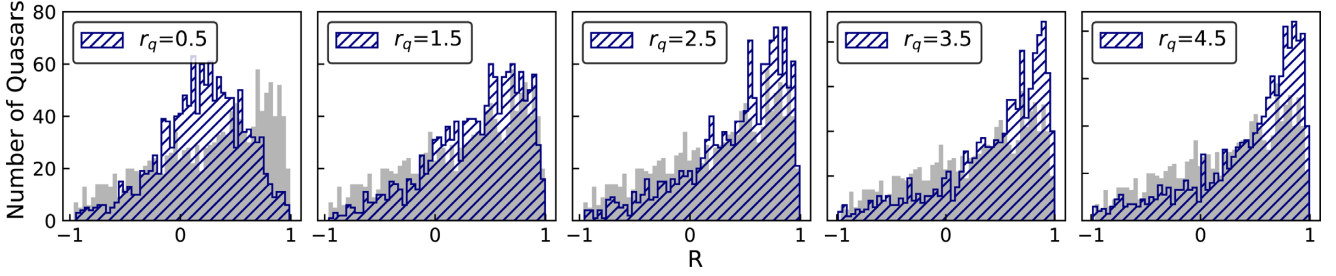 Number of Quasars
80
60
40
20
0
r_q=0.5
−1 0 1
r_q=1.5
−1 0 1
r_q=2.5
−1 0 1
r_q=3.5
−1 0 1
r_q=4.5
−1 0 1
R